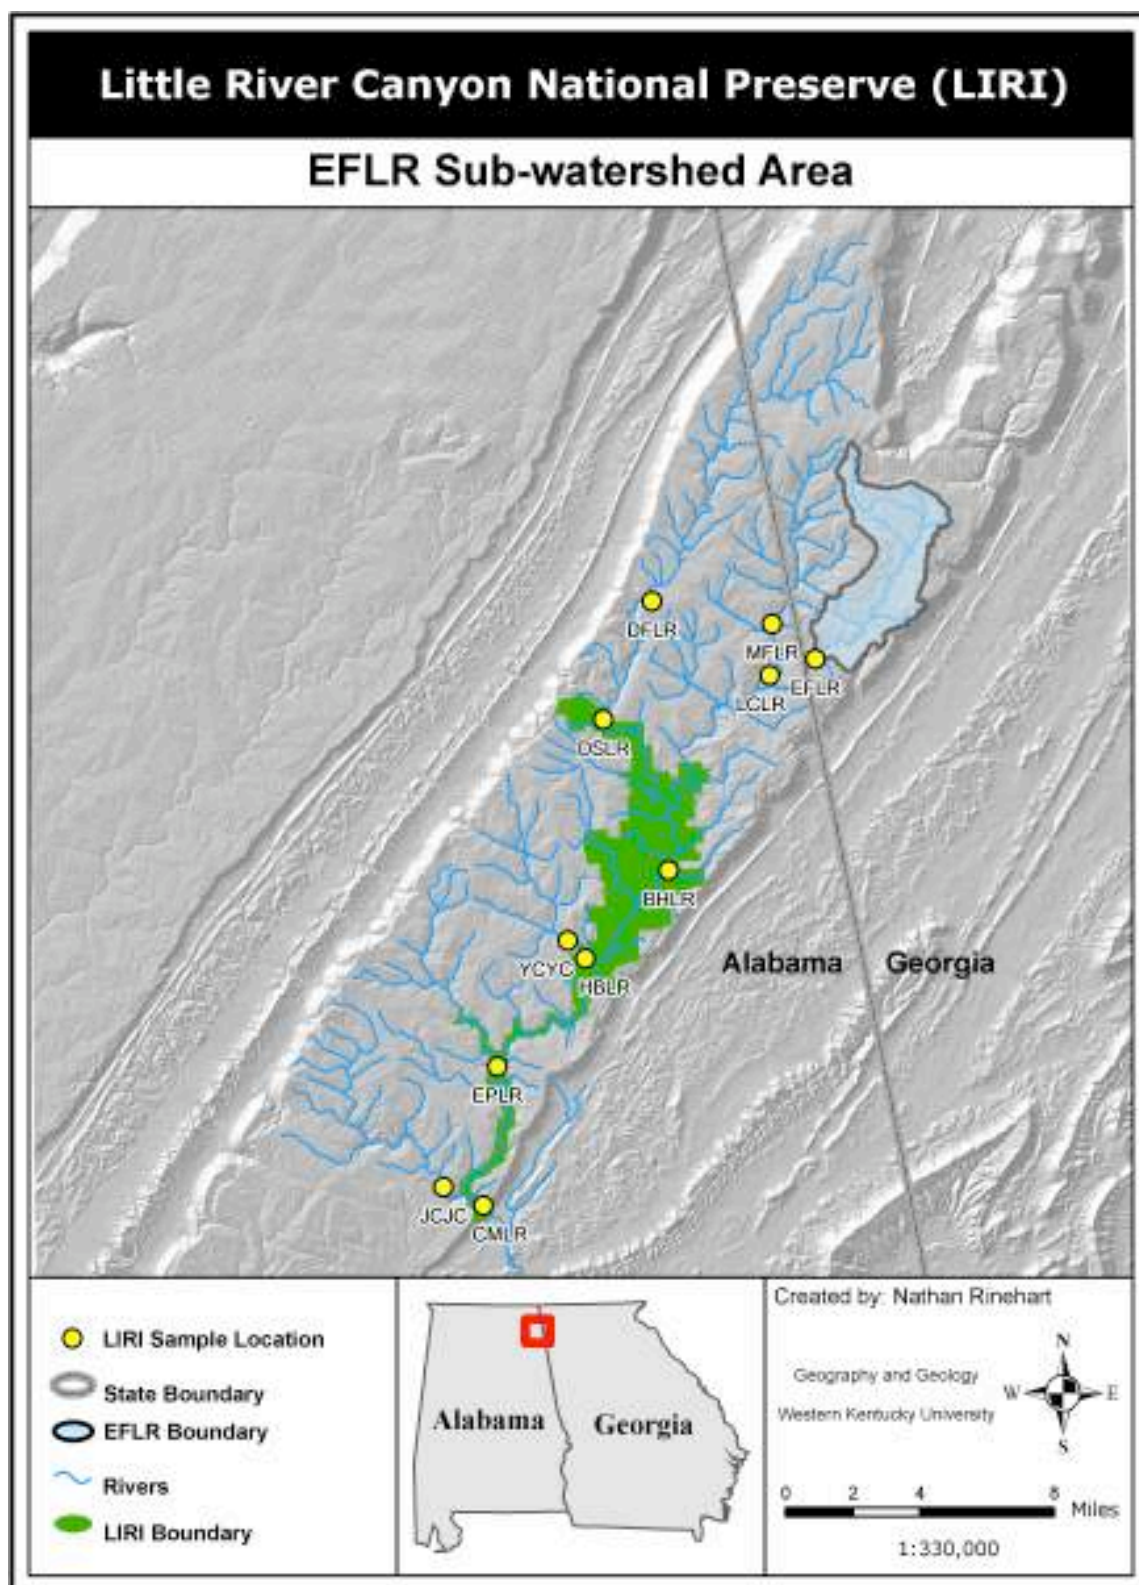 Little River Canyon National Preserve (LIRI)
EFLR Sub-watershed Area
DFLR
MFLR
EFLR
LCLR
DSLR
BHLR
YCYC
HBLR
Alabama
Georgia
EPLR
JCJC
CMLR
LIRI Sample Location
State Boundary
EFLR Boundary
Rivers
LIRI Boundary
Alabama
Georgia
Created by: Nathan Rinehart
Geography and Geology
Western Kentucky University
N
W
E
S
0 2 4 8
Miles
1:330,000